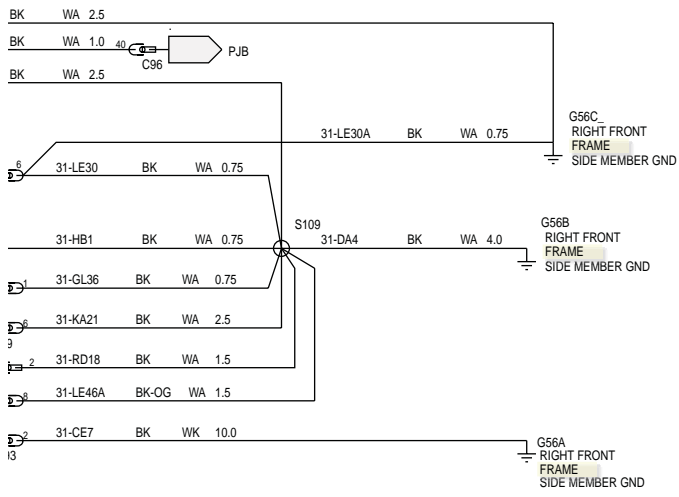 BK WA 2.5
BK WA 1.0 40
C96
PJB
BK WA 2.5
31-LE30A BK WA 0.75
G56C_
RIGHT FRONT
FRAME
SIDE MEMBER GND
6
31-LE30 BK WA 0.75
S109
31-HB1 BK WA 0.75
31-DA4 BK WA 4.0
G56B
RIGHT FRONT
FRAME
SIDE MEMBER GND
1
31-GL36 BK WA 0.75
6
31-KA21 BK WA 2.5
9
2
31-RD18 BK WA 1.5
8
31-LE46A BK-OG WA 1.5
2
31-CE7 BK WK 10.0
33
G56A
RIGHT FRONT
FRAME
SIDE MEMBER GND